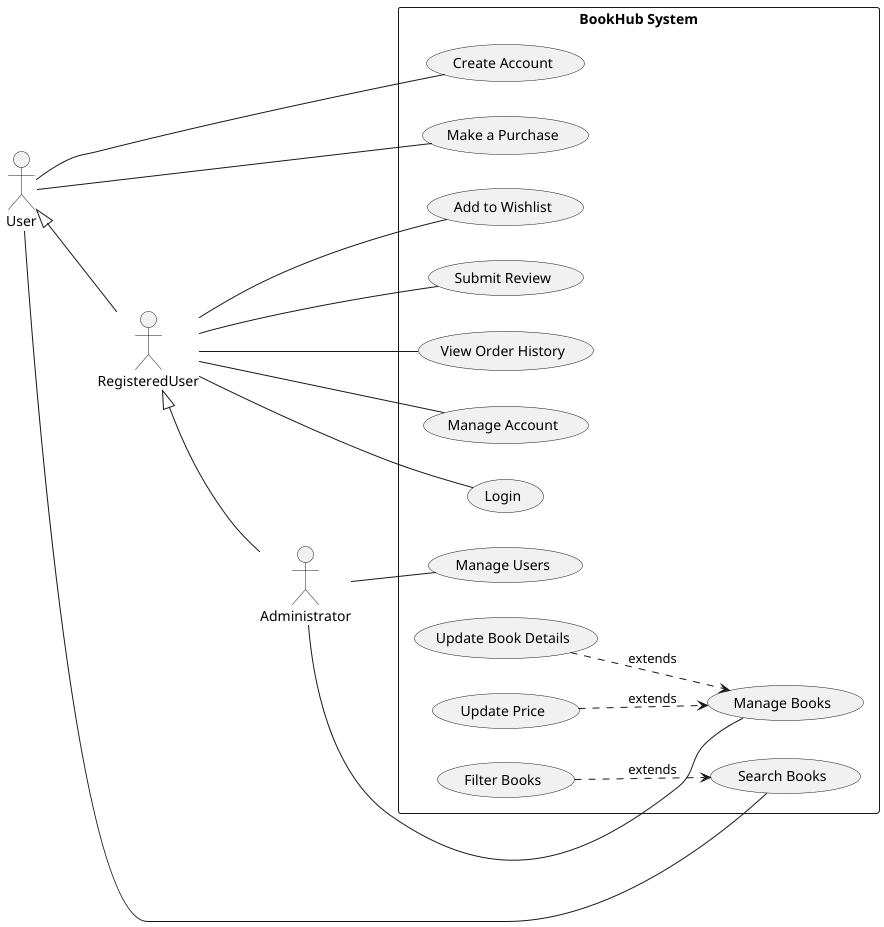 BookHub System
Create Account
Make a Purchase
User
Add to Wishlist
Submit Review
View Order History
RegisteredUser
Manage Account
Login
Manage Users
Administrator
Update Book Details
extends
Manage Books
Update Price
extends
Filter Books
extends
Search Books